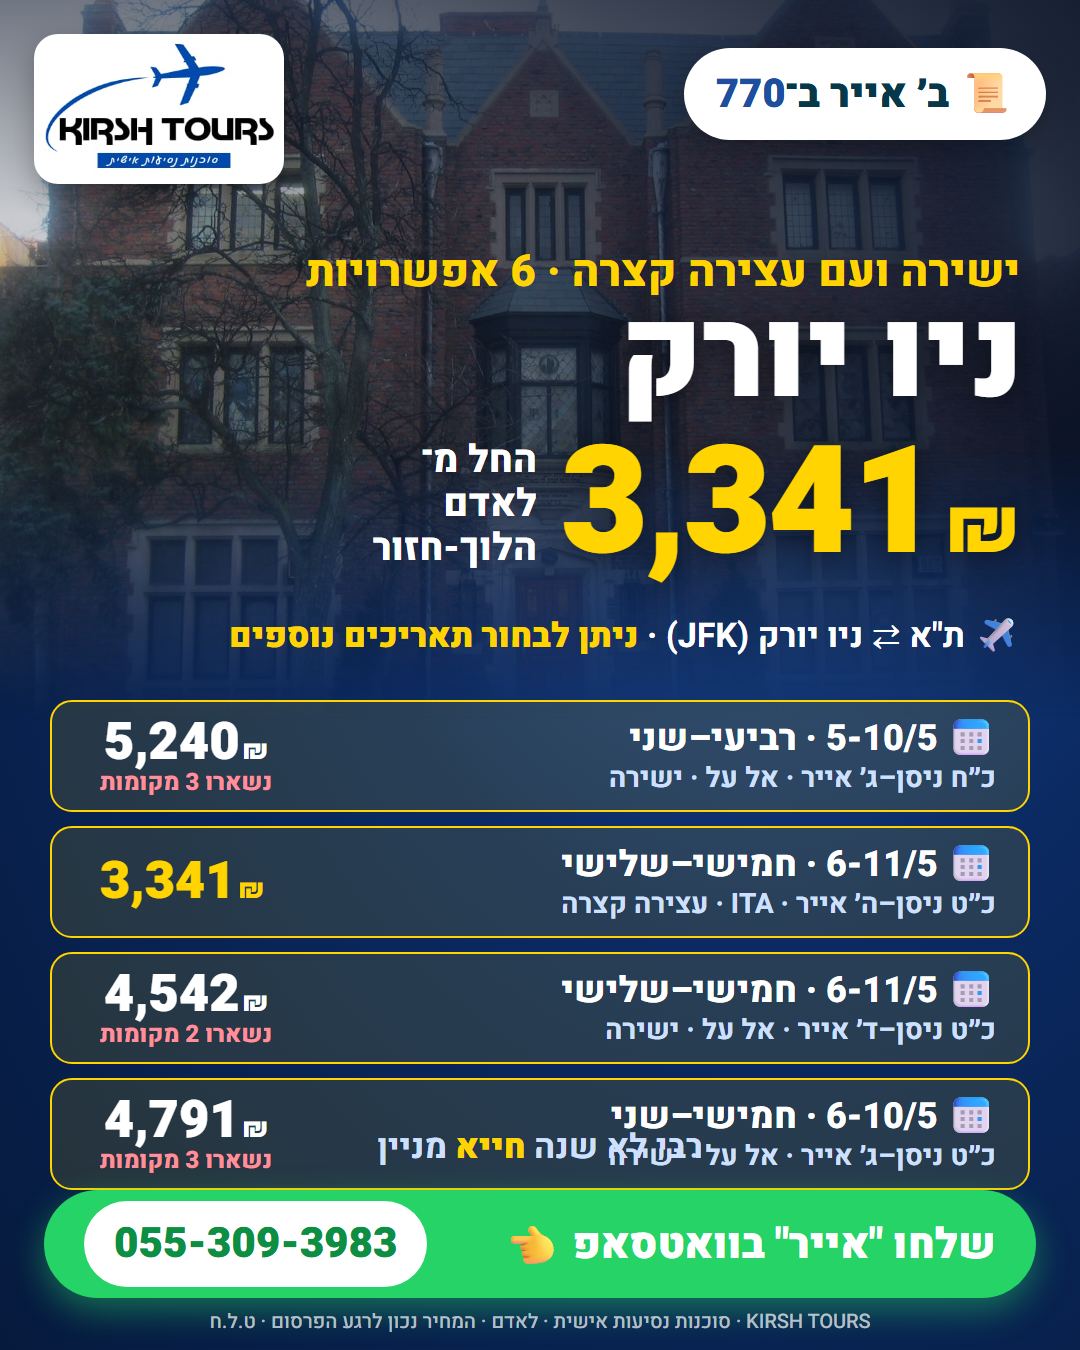 KIRSH TOURS
סוכנות נסיעות אישית
ב׳ אייר ב־770
ישירה ועם עצירה קצרה · 6 אפשרויות
ניו יורק
₪3,341
החל מ־
לאדם
הלוך-חזור
ת"א ⇄ ניו יורק (JFK) · ניתן לבחור תאריכים נוספים
5-10/5 · רביעי–שני
כ״ח ניסן–ג׳ אייר · אל על · ישירה
₪5,240
נשארו 3 מקומות
6-11/5 · חמישי–שלישי
כ״ט ניסן–ה׳ אייר · ITA · עצירה קצרה
₪3,341
6-11/5 · חמישי–שלישי
כ״ט ניסן–ד׳ אייר · אל על · ישירה
₪4,542
נשארו 2 מקומות
6-10/5 · חמישי–שני
כ״ט ניסן–ג׳ אייר · אל על · ישירה
₪4,791
נשארו 3 מקומות
שנה חייא מניין
שלחו "אייר" בוואטסאפ
055-309-3983
KIRSH TOURS · סוכנות נסיעות אישית · לאדם · המחיר נכון לרגע הפרסום · ט.ל.ח